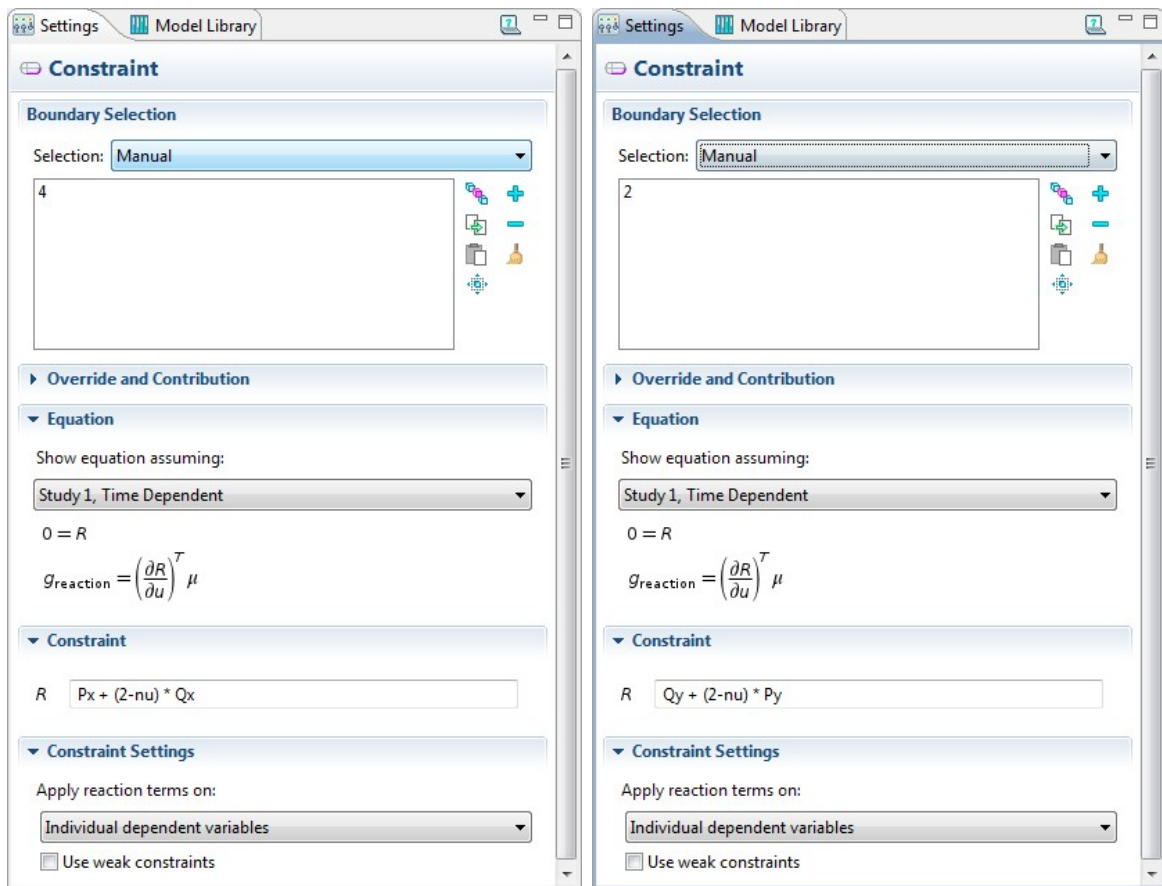 Settings Model Library
Constraint
Boundary Selection
Selection: Manual
4
Override and Contribution
Equation
Show equation assuming:
Study 1, Time Dependent
0 = R
g_reaction = (∂R/∂u)^T μ
Constraint
R Px + (2-nu) * Qx
Constraint Settings
Apply reaction terms on:
Individual dependent variables
Use weak constraints
Settings Model Library
Constraint
Boundary Selection
Selection: Manual
2
Override and Contribution
Equation
Show equation assuming:
Study 1, Time Dependent
0 = R
g_reaction = (∂R/∂u)^T μ
Constraint
R Qy + (2-nu) * Py
Constraint Settings
Apply reaction terms on:
Individual dependent variables
Use weak constraints